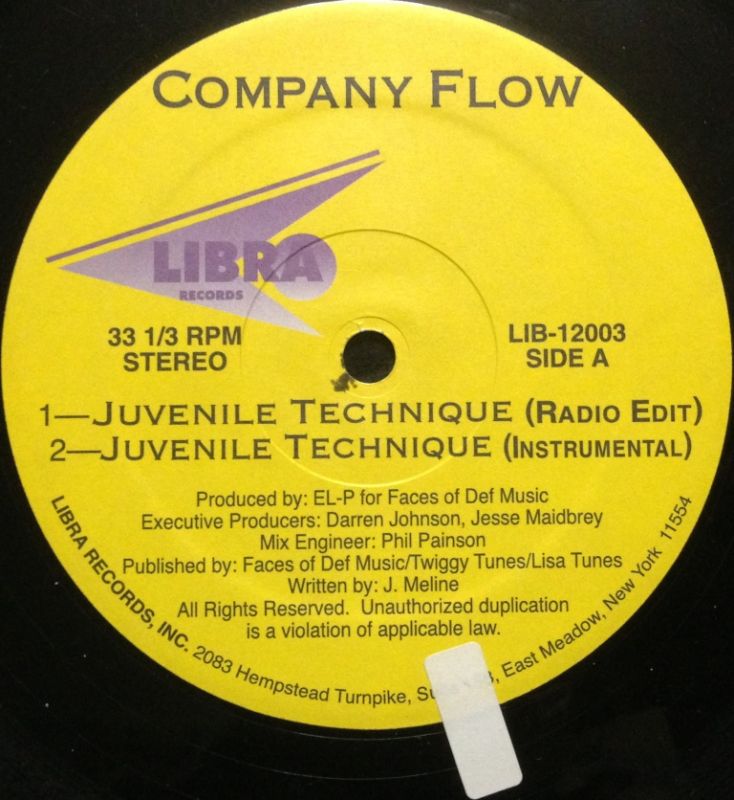 COMPANY FLOW
LIBRA
RECORDS
33 1/3 RPM
STEREO
LIB-12003
SIDE A
1—JUVENILE TECHNIQUE (RADIO EDIT)
2—JUVENILE TECHNIQUE (INSTRUMENTAL)
Produced by: EL-P for Faces of Def Music
Executive Producers: Darren Johnson, Jesse Maidbrey
Mix Engineer: Phil Painson
Published by: Faces of Def Music/Twiggy Tunes/Lisa Tunes
Written by: J. Meline
All Rights Reserved. Unauthorized duplication
is a violation of applicable law.
LIBRA RECORDS, INC. 2083 Hempstead Turnpike, East Meadow, New York 11554